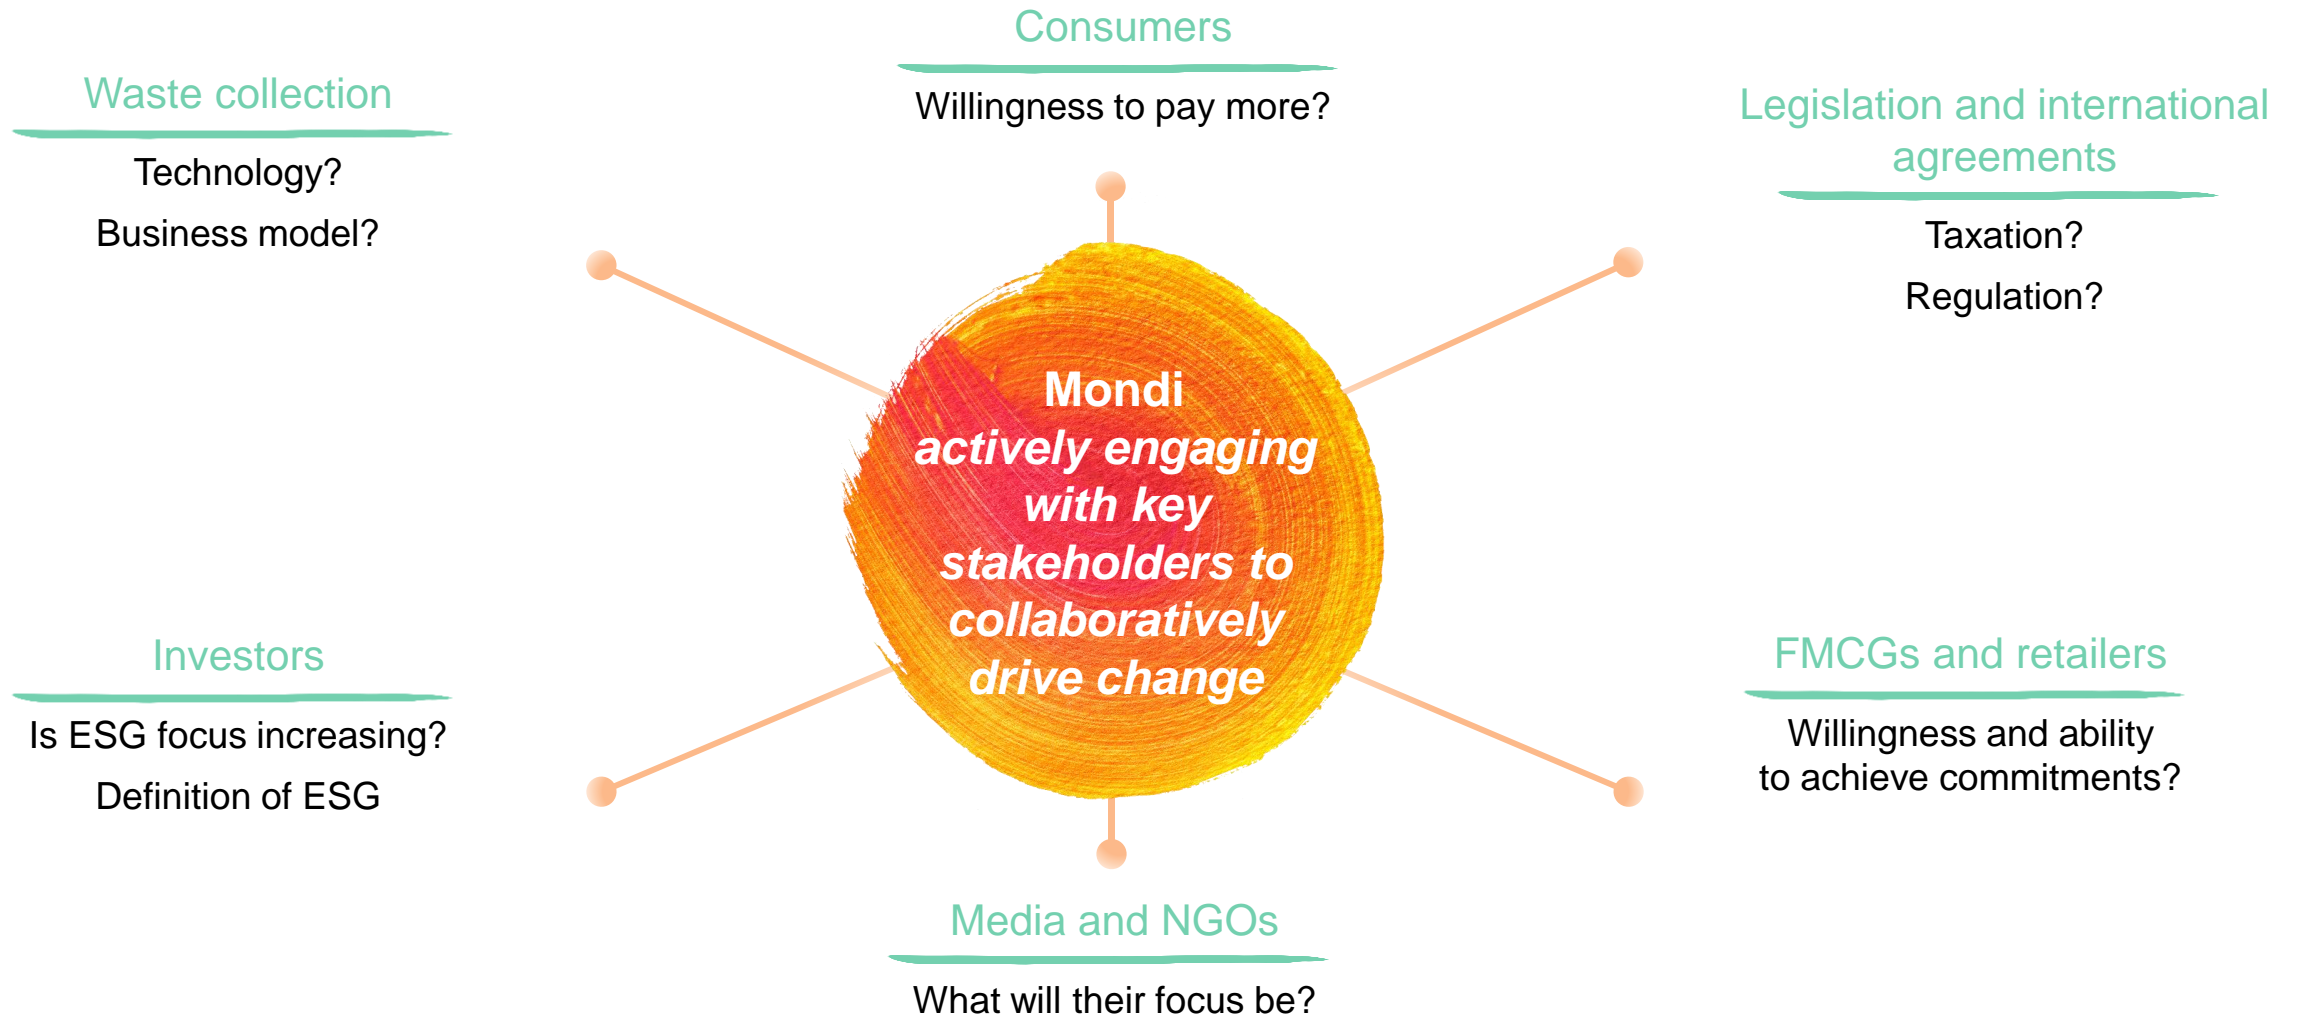 Consumers
Willingness to pay more?
Waste collection
Technology?
Business model?
Legislation and international
agreements
Taxation?
Regulation?
Mondi
actively engaging
with key
stakeholders to
collaboratively
drive change
Investors
Is ESG focus increasing?
Definition of ESG
FMCGs and retailers
Willingness and ability
to achieve commitments?
Media and NGOs
What will their focus be?